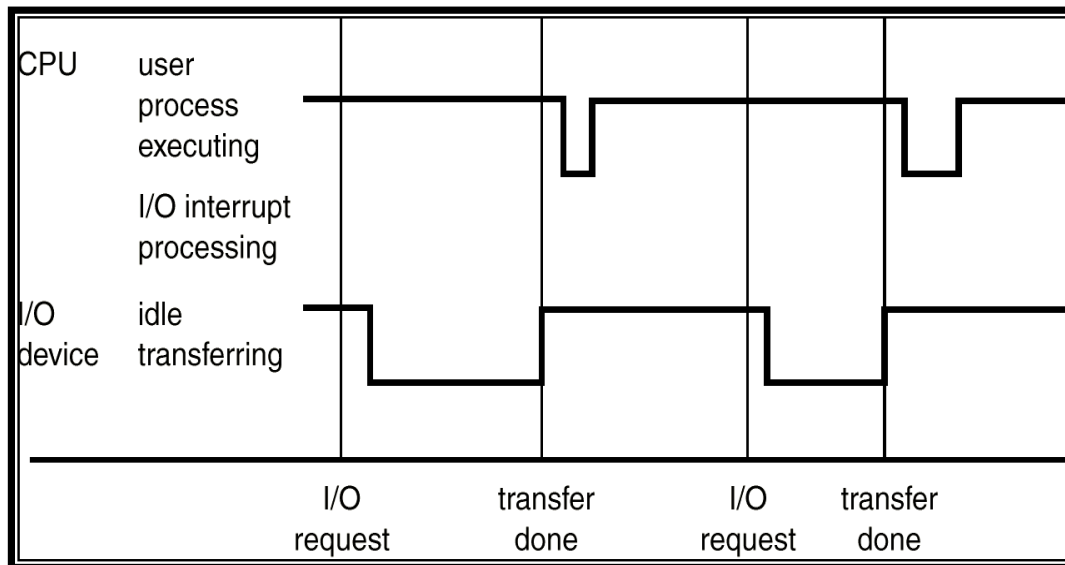 CPU user
process
executing
I/O interrupt
processing
I/O idle
device transferring
I/O transfer I/O transfer
request done request done